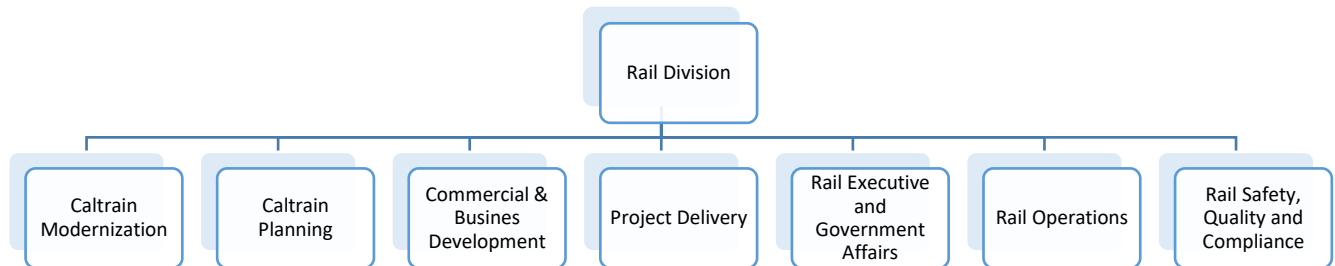 Rail Division
Caltrain
Modernization
Caltrain
Planning
Commercial &
Busines
Development
Project Delivery
Rail Executive
and
Government
Affairs
Rail Operations
Rail Safety,
Quality and
Compliance